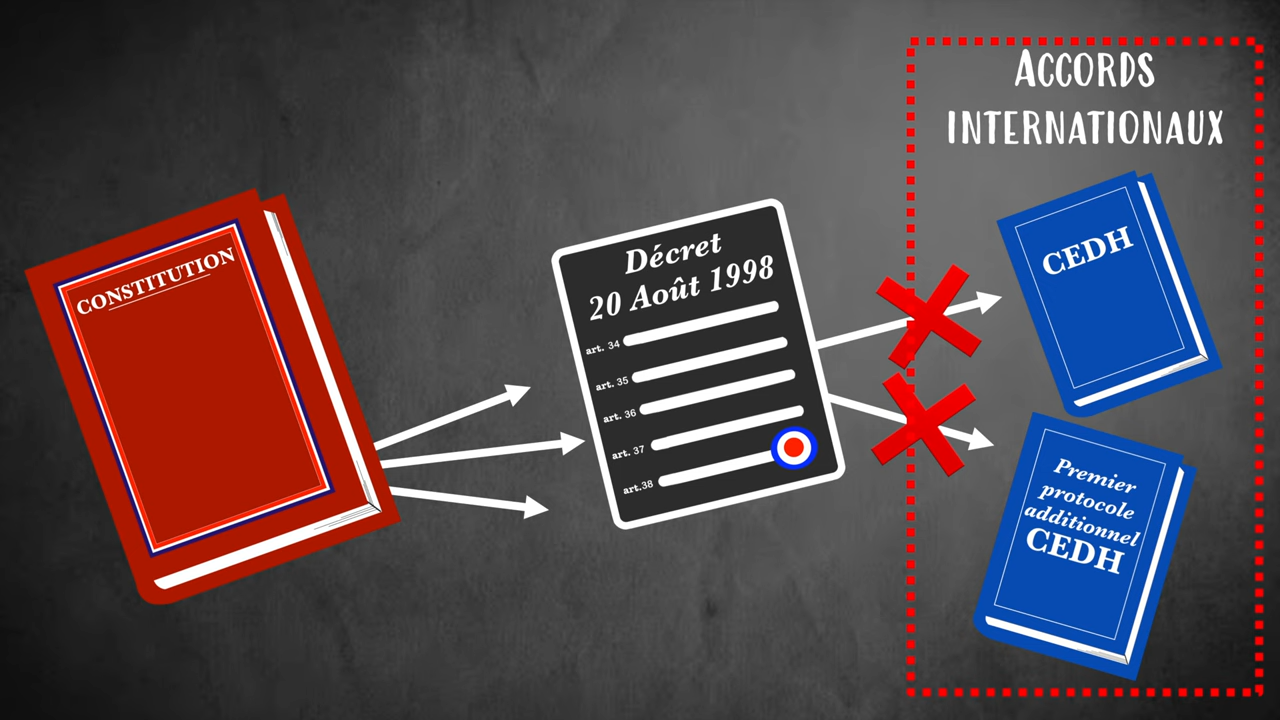 CONSTITUTION
Décret
20 Août 1998
art. 34
art. 35
art. 36
art. 37
art.38
ACCORDS
INTERNATIONAUX
CEDH
Premier
protocole
additionnel
CEDH